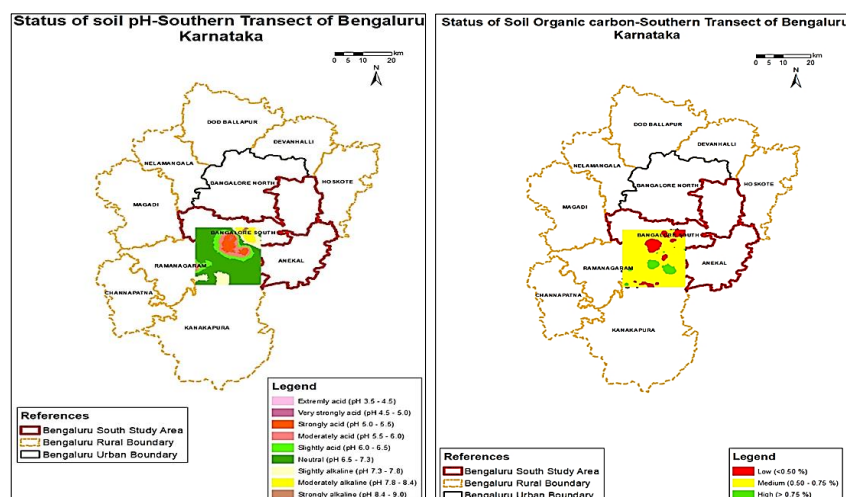 Status of soil pH-Southern Transect of Bengaluru
Karnataka
0 5 10 20
km
N
DOD BALLAPUR
DEVANHALLI
NELAMANGALA
BANGALORE NORTH
HOSKOTE
MAGADI
BANGALORE SOUTH
RAMANAGARAM
ANEKAL
CHANNAPATNA
KANAKAPURA
References
Bengaluru South Study Area
Bengaluru Rural Boundary
Bengaluru Urban Boundary
Legend
Extremly acid (pH 3.5 - 4.5)
Very strongly acid (pH 4.5 - 5.0)
Strongly acid (pH 5.0 - 5.5)
Moderately acid (pH 5.5 - 6.0)
Slightly acid (pH 6.0 - 6.5)
Neutral (pH 6.5 - 7.3)
Slightly alkaline (pH 7.3 - 7.8)
Moderately alkaline (pH 7.8 - 8.4)
Strongly alkaline (pH 8.4 - 9.0)
Status of Soil Organic carbon-Southern Transect of Bengaluru
Karnataka
0 5 10 20
km
N
DOD BALLAPUR
DEVANHALLI
NELAMANGALA
BANGALORE NORTH
HOSKOTE
MAGADI
BANGALORE SOUTH
RAMANAGARAM
ANEKAL
CHANNAPATNA
KANAKAPURA
References
Bengaluru South Study Area
Bengaluru Rural Boundary
Bengaluru Urban Boundary
Legend
Low (<0.50 %)
Medium (0.50 - 0.75 %)
High (> 0.75 %)